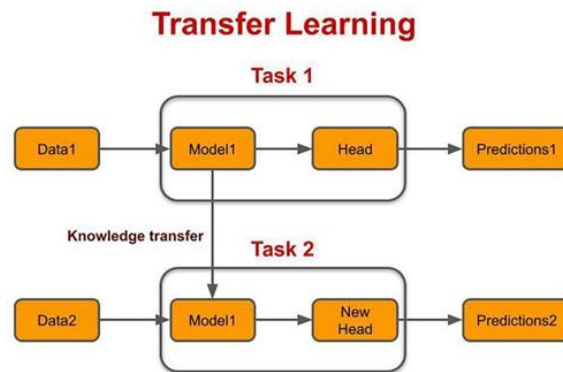 Transfer Learning
Task 1
Data1
Model1
Head
Predictions1
Knowledge transfer
Task 2
Data2
Model1
New
Head
Predictions2